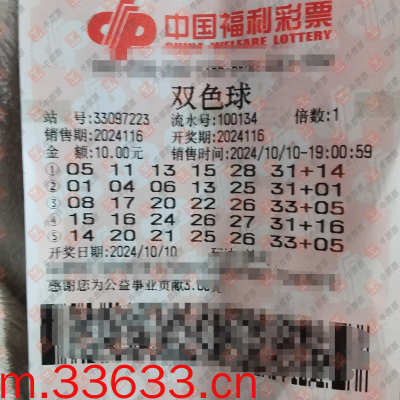 中国福利彩票
CHINA WELFARE LOTTERY
双色球
站 号:33097223 流水号:100134 倍数:1
销售期:2024116 开奖期:2024116
金 额:10.00元 销售时间:2024/10/10-19:00:59
① 05 11 13 15 28 31+14
② 01 04 06 13 25 31+01
③ 08 17 20 22 26 33+05
④ 15 16 24 26 27 31+16
⑤ 14 20 21 25 26 33+05
开奖日期:2024/10/10
感谢您为公益事业贡献3.00元
m.33633.cn